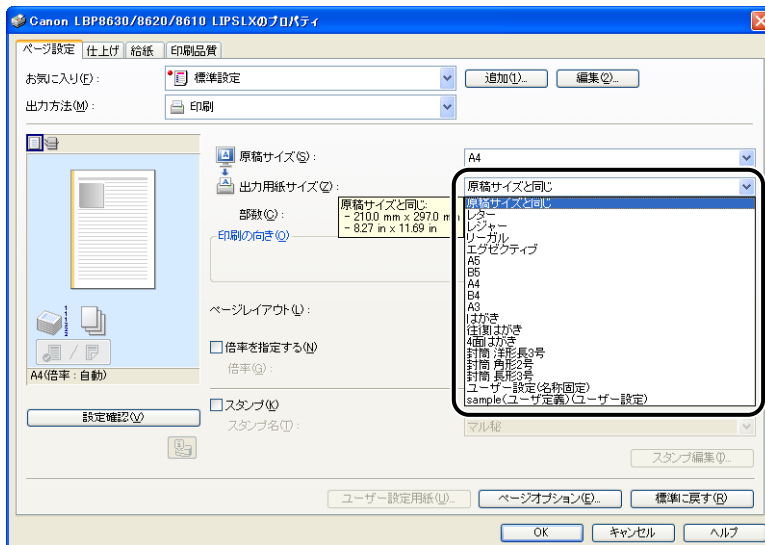 Canon LBP8630/8620/8610 LIPSLXのプロパティ
ページ設定 仕上げ 給紙 印刷品質
お気に入り(F): 標準設定 追加(1)... 編集(2)...
出力方法(M): 印刷
原稿サイズ(S): A4
出力用紙サイズ(Z): 原稿サイズと同じ
原稿サイズと同じ:
- 210.0 mm x 297.0 mm
- 8.27 in x 11.69 in
部数(C):
印刷の向き(O)
原稿サイズと同じ
レター
レジャー
リーガル
エグゼクティブ
A5
B5
A4
B4
A3
はがき
往復はがき
4面はがき
封筒 洋形長3号
封筒 角形2号
封筒 長形3号
ユーザー設定(名称固定)
sample(ユーザ定義)(ユーザー設定)
ページレイアウト(L):
倍率を指定する(N)
倍率(G):
A4(倍率:自動)
設定確認(V)
スタンプ(K)
スタンプ名(T): マル秘
スタンプ編集(I)...
ユーザー設定用紙(U)... ページオプション(E)... 標準に戻す(R)
OK キャンセル ヘルプ